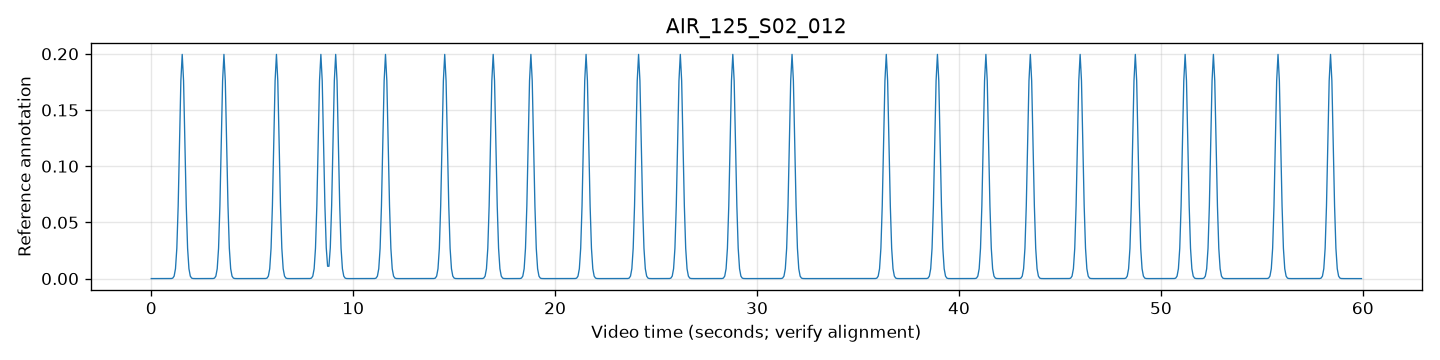 AIR_125_S02_012
Reference annotation
0.20
0.15
0.10
0.05
0.00
0 10 20 30 40 50 60
Video time (seconds; verify alignment)